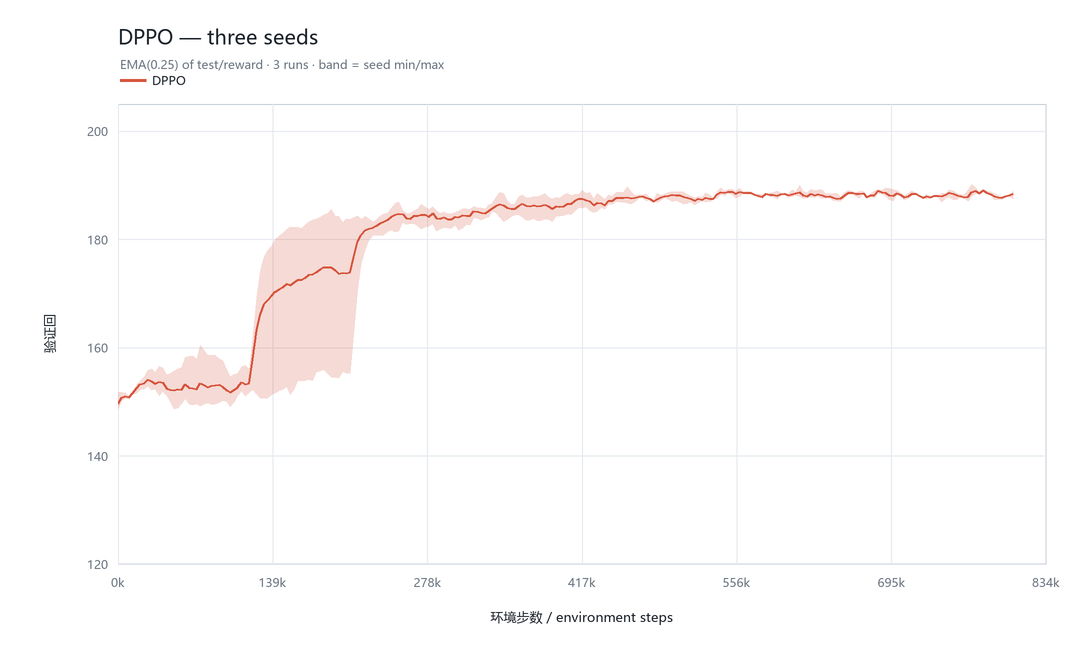 DPPO — three seeds
EMA(0.25) of test/reward · 3 runs · band = seed min/max
DPPO
200
180
160
140
120
验证回
0k
139k
278k
417k
556k
695k
834k
环境步数 / environment steps